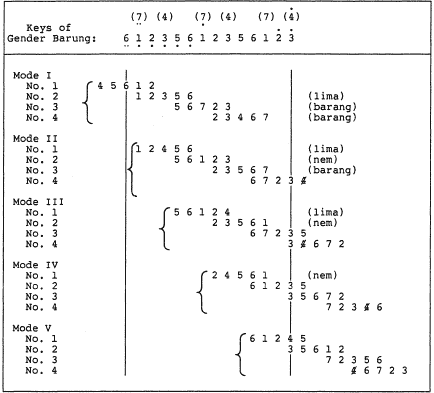 (7) (4) (7) (4) (7) (4̇)
Keys of
Gender Barung: 6̤ 1̣ 2̣ 3̣ 5̣ 6̣ 1 2 3 5 6 1̇ 2̇ 3̇
Mode I
No. 1 4 5 6 1 2
No. 2 1 2 3 5 6 (lima)
No. 3 5 6 7 2 3 (barang)
No. 4 2 3 4 6 7 (barang)
Mode II
No. 1 1 2 4 5 6 (lima)
No. 2 5 6 1 2 3 (nem)
No. 3 2 3 5 6 7 (barang)
No. 4 6 7 2 3 4̸
Mode III
No. 1 5 6 1 2 4 (lima)
No. 2 2 3 5 6 1 (nem)
No. 3 6 7 2 3 5
No. 4 3 4̸ 6 7 2
Mode IV
No. 1 2 4 5 6 1 (nem)
No. 2 6 1 2 3 5
No. 3 3 5 6 7 2
No. 4 7 2 3 4̸ 6
Mode V
No. 1 6 1 2 4 5
No. 2 3 5 6 1 2
No. 3 7 2 3 5 6
No. 4 4̸ 6 7 2 3